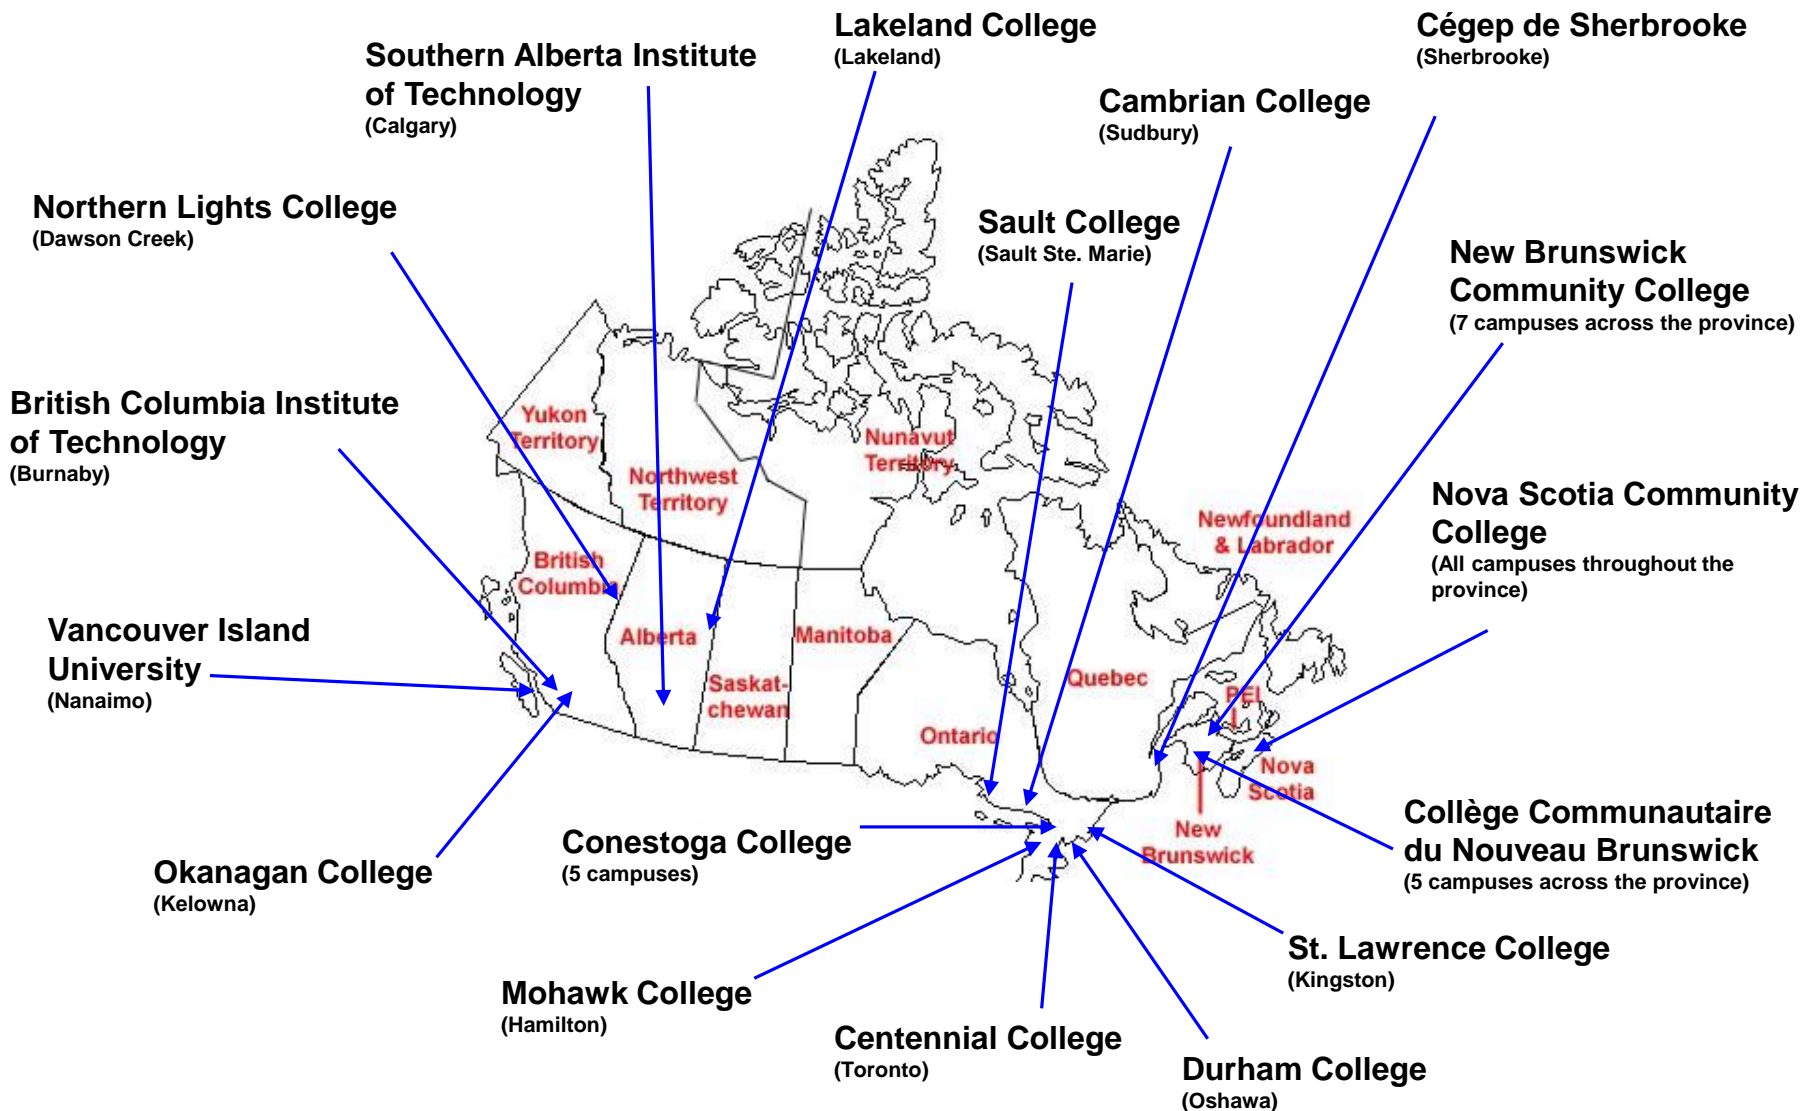 Lakeland College
(Lakeland)
Cégep de Sherbrooke
(Sherbrooke)
Southern Alberta Institute
of Technology
(Calgary)
Cambrian College
(Sudbury)
Northern Lights College
(Dawson Creek)
Sault College
(Sault Ste. Marie)
New Brunswick
Community College
(7 campuses across the province)
British Columbia Institute
of Technology
(Burnaby)
Yukon
Territory
Nunavut
Territory
Northwest
Territory
Nova Scotia Community
College
(All campuses throughout the
province)
Newfoundland
& Labrador
British
Columbia
Vancouver Island
University
(Nanaimo)
Alberta
Manitoba
Saskat-
chewan
Quebec
PEI
Ontario
Nova
Scotia
Conestoga College
(5 campuses)
New
Brunswick
Collège Communautaire
du Nouveau Brunswick
(5 campuses across the province)
Okanagan College
(Kelowna)
St. Lawrence College
(Kingston)
Mohawk College
(Hamilton)
Centennial College
(Toronto)
Durham College
(Oshawa)